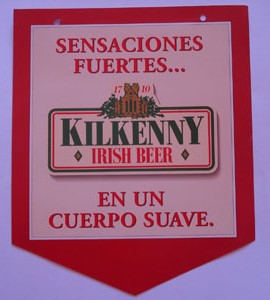 SENSACIONES
FUERTES...
17 10
KILKENNY
IRISH BEER
EN UN
CUERPO SUAVE.